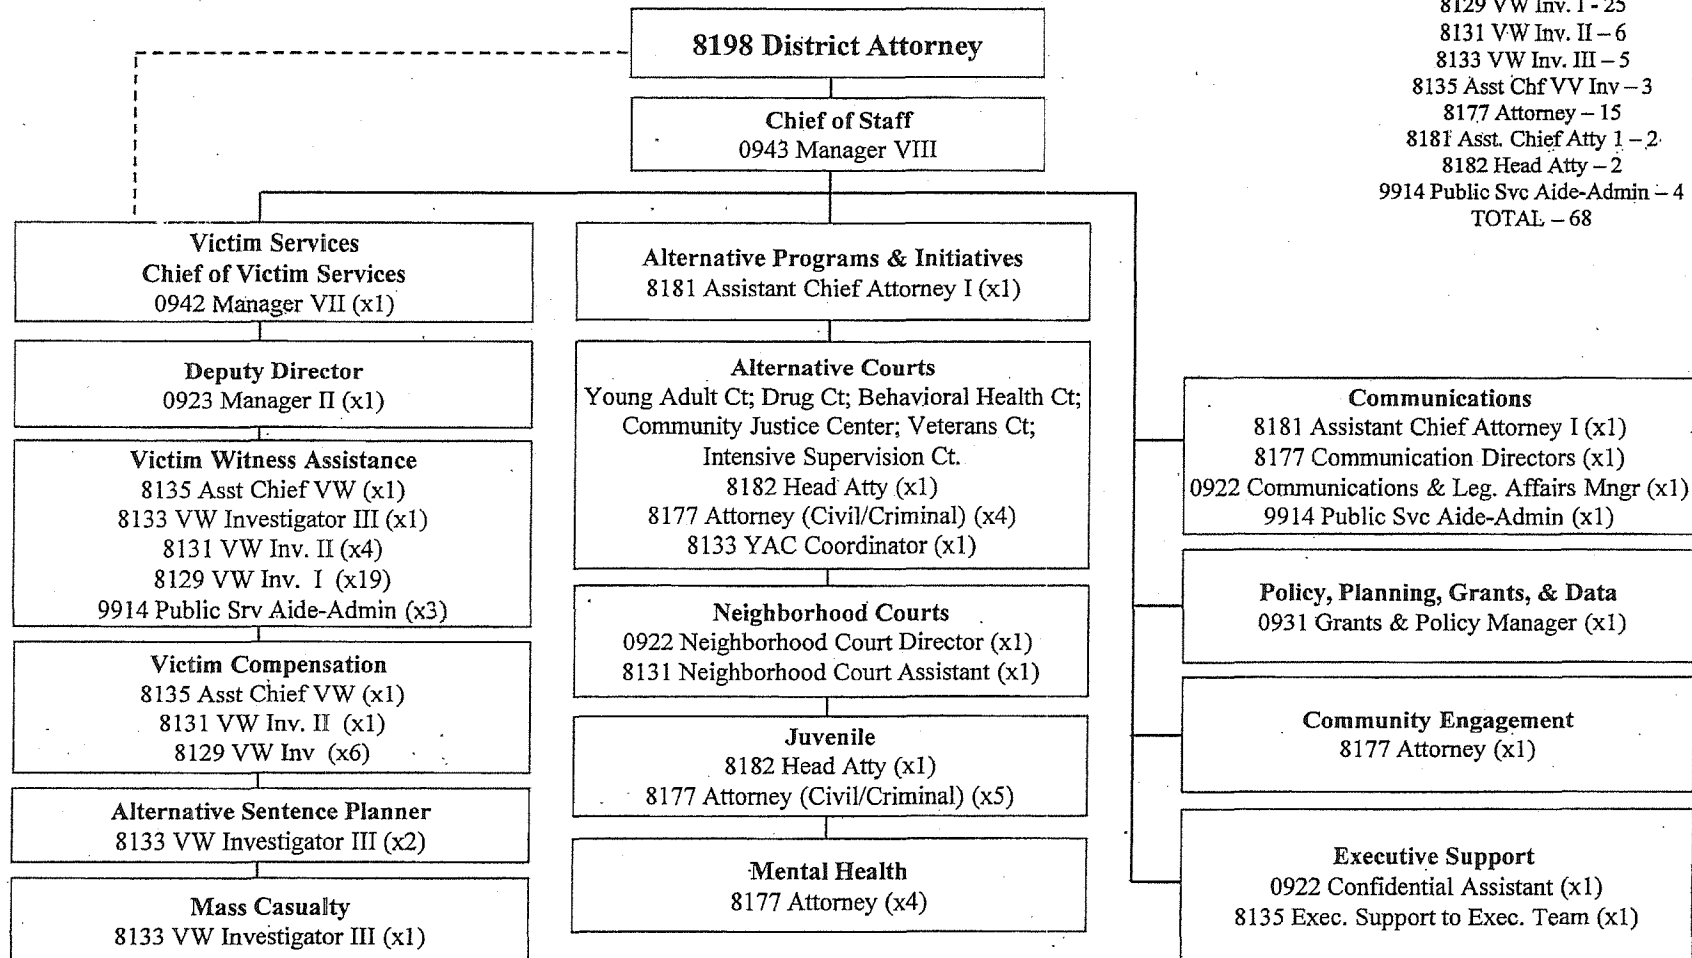 8129 VW Inv. I - 25
8131 VW Inv. II – 6
8133 VW Inv. III – 5
8135 Asst Chf VV Inv – 3
8177 Attorney – 15
8181 Asst. Chief Atty 1 – 2
8182 Head Atty – 2
9914 Public Svc Aide-Admin – 4
TOTAL – 68
8198 District Attorney
Chief of Staff
0943 Manager VIII
Victim Services
Chief of Victim Services
0942 Manager VII (x1)
Deputy Director
0923 Manager II (x1)
Victim Witness Assistance
8135 Asst Chief VW (x1)
8133 VW Investigator III (x1)
8131 VW Inv. II (x4)
8129 VW Inv. I (x19)
9914 Public Srv Aide-Admin (x3)
Victim Compensation
8135 Asst Chief VW (x1)
8131 VW Inv. II (x1)
8129 VW Inv (x6)
Alternative Sentence Planner
8133 VW Investigator III (x2)
Mass Casualty
8133 VW Investigator III (x1)
Alternative Programs & Initiatives
8181 Assistant Chief Attorney I (x1)
Alternative Courts
Young Adult Ct; Drug Ct; Behavioral Health Ct;
Community Justice Center; Veterans Ct;
Intensive Supervision Ct.
8182 Head Atty (x1)
8177 Attorney (Civil/Criminal) (x4)
8133 YAC Coordinator (x1)
Neighborhood Courts
0922 Neighborhood Court Director (x1)
8131 Neighborhood Court Assistant (x1)
Juvenile
8182 Head Atty (x1)
8177 Attorney (Civil/Criminal) (x5)
Mental Health
8177 Attorney (x4)
Communications
8181 Assistant Chief Attorney I (x1)
8177 Communication Directors (x1)
0922 Communications & Leg. Affairs Mngr (x1)
9914 Public Svc Aide-Admin (x1)
Policy, Planning, Grants, & Data
0931 Grants & Policy Manager (x1)
Community Engagement
8177 Attorney (x1)
Executive Support
0922 Confidential Assistant (x1)
8135 Exec. Support to Exec. Team (x1)